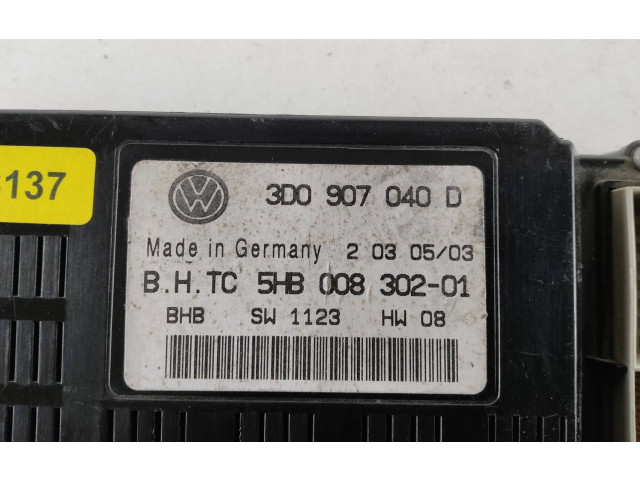 137
VW
3D0 907 040 D
Made in Germany 2 03 05/03
B.H.TC 5HB 008 302-01
BHB SW 1123 HW 08